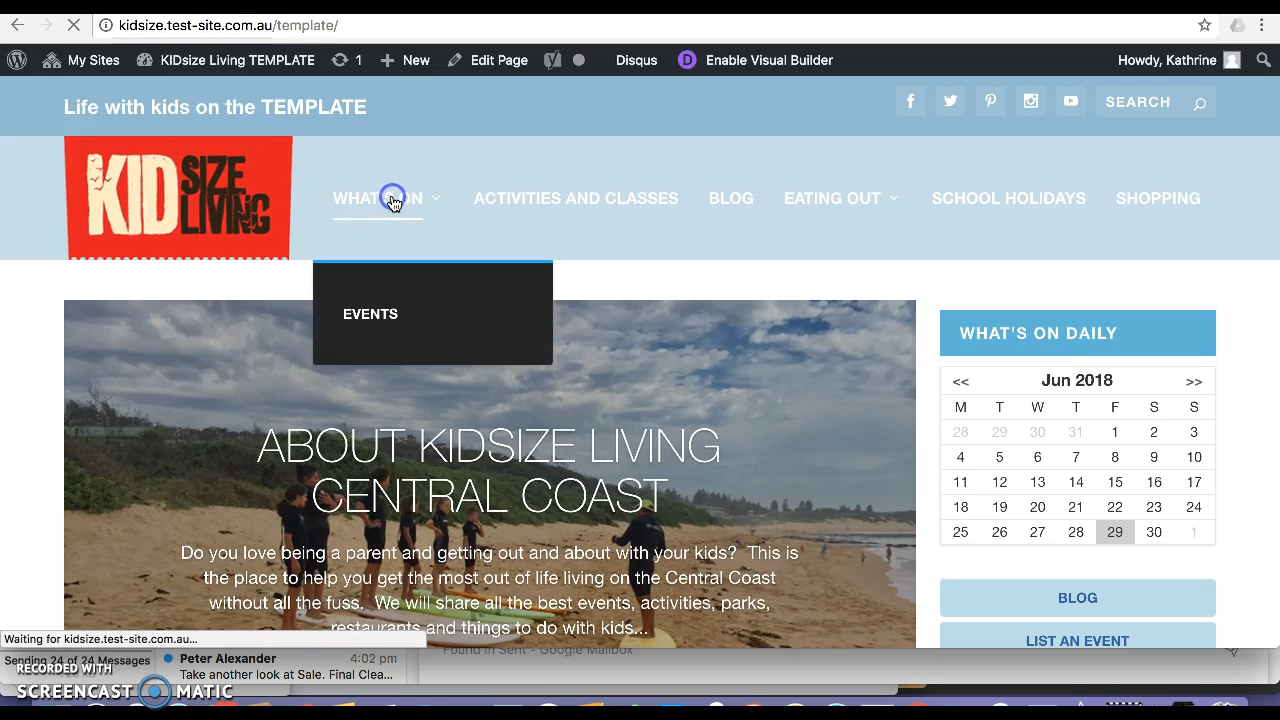 kidsize.test-site.com.au/template/
My Sites KIDsize Living TEMPLATE 1 New Edit Page Disqus D Enable Visual Builder Howdy, Kathrine
Life with kids on the TEMPLATE
SEARCH
KID SIZE LIVING
WHAT'S ON ACTIVITIES AND CLASSES BLOG EATING OUT SCHOOL HOLIDAYS SHOPPING
EVENTS
ABOUT KIDSIZE LIVING
CENTRAL COAST
Do you love being a parent and getting out and about with your kids? This is
the place to help you get the most out of life living on the Central Coast
without all the fuss. We will share all the best events, activities, parks,
restaurants and things to do with kids...
WHAT'S ON DAILY
<< Jun 2018 >>
M T W T F S S
28 29 30 31 1 2 3
4 5 6 7 8 9 10
11 12 13 14 15 16 17
18 19 20 21 22 23 24
25 26 27 28 29 30 1
BLOG
LIST AN EVENT
Waiting for kidsize.test-site.com.au...
Sending 24 of 24 Messages
Peter Alexander 4:02 pm
Take another look at Sale. Final Clea...
Found in Sent - Google Mailbox
RECORDED WITH
SCREENCAST MATIC